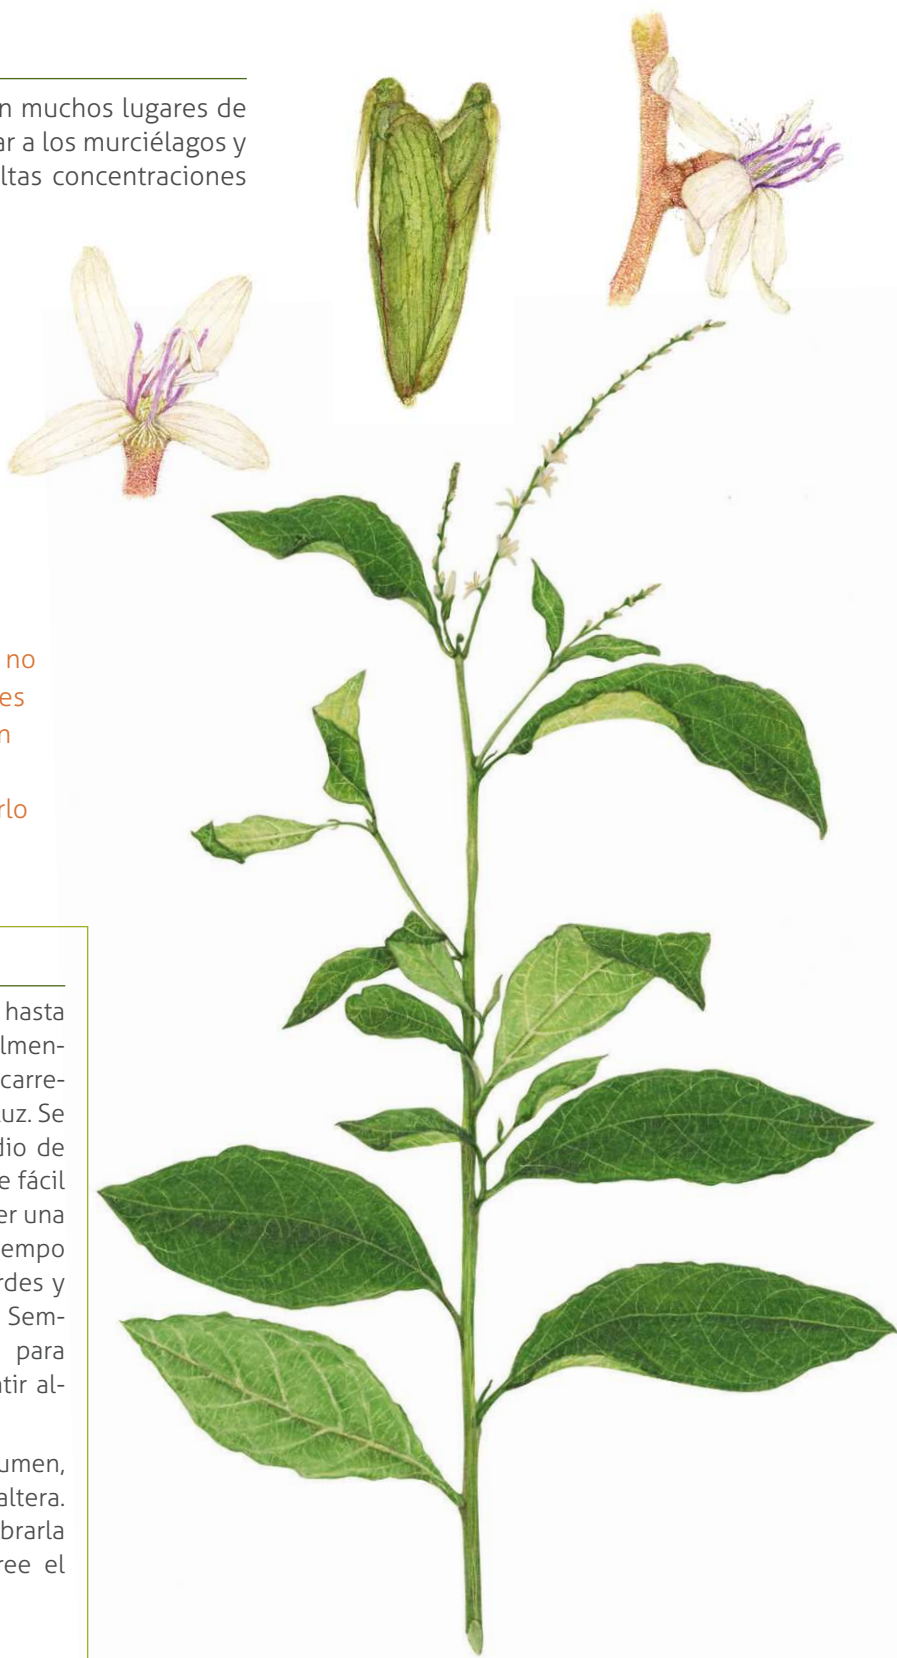 n muchos lugares de
ar a los murciélagos y
ltas concentraciones
no
es
n
rlo
hasta
lmen-
carre-
uz. Se
dio de
e fácil
er una
empo
rdes y
Sem-
para
ntir al-
umen,
altera.
brarla
ree el